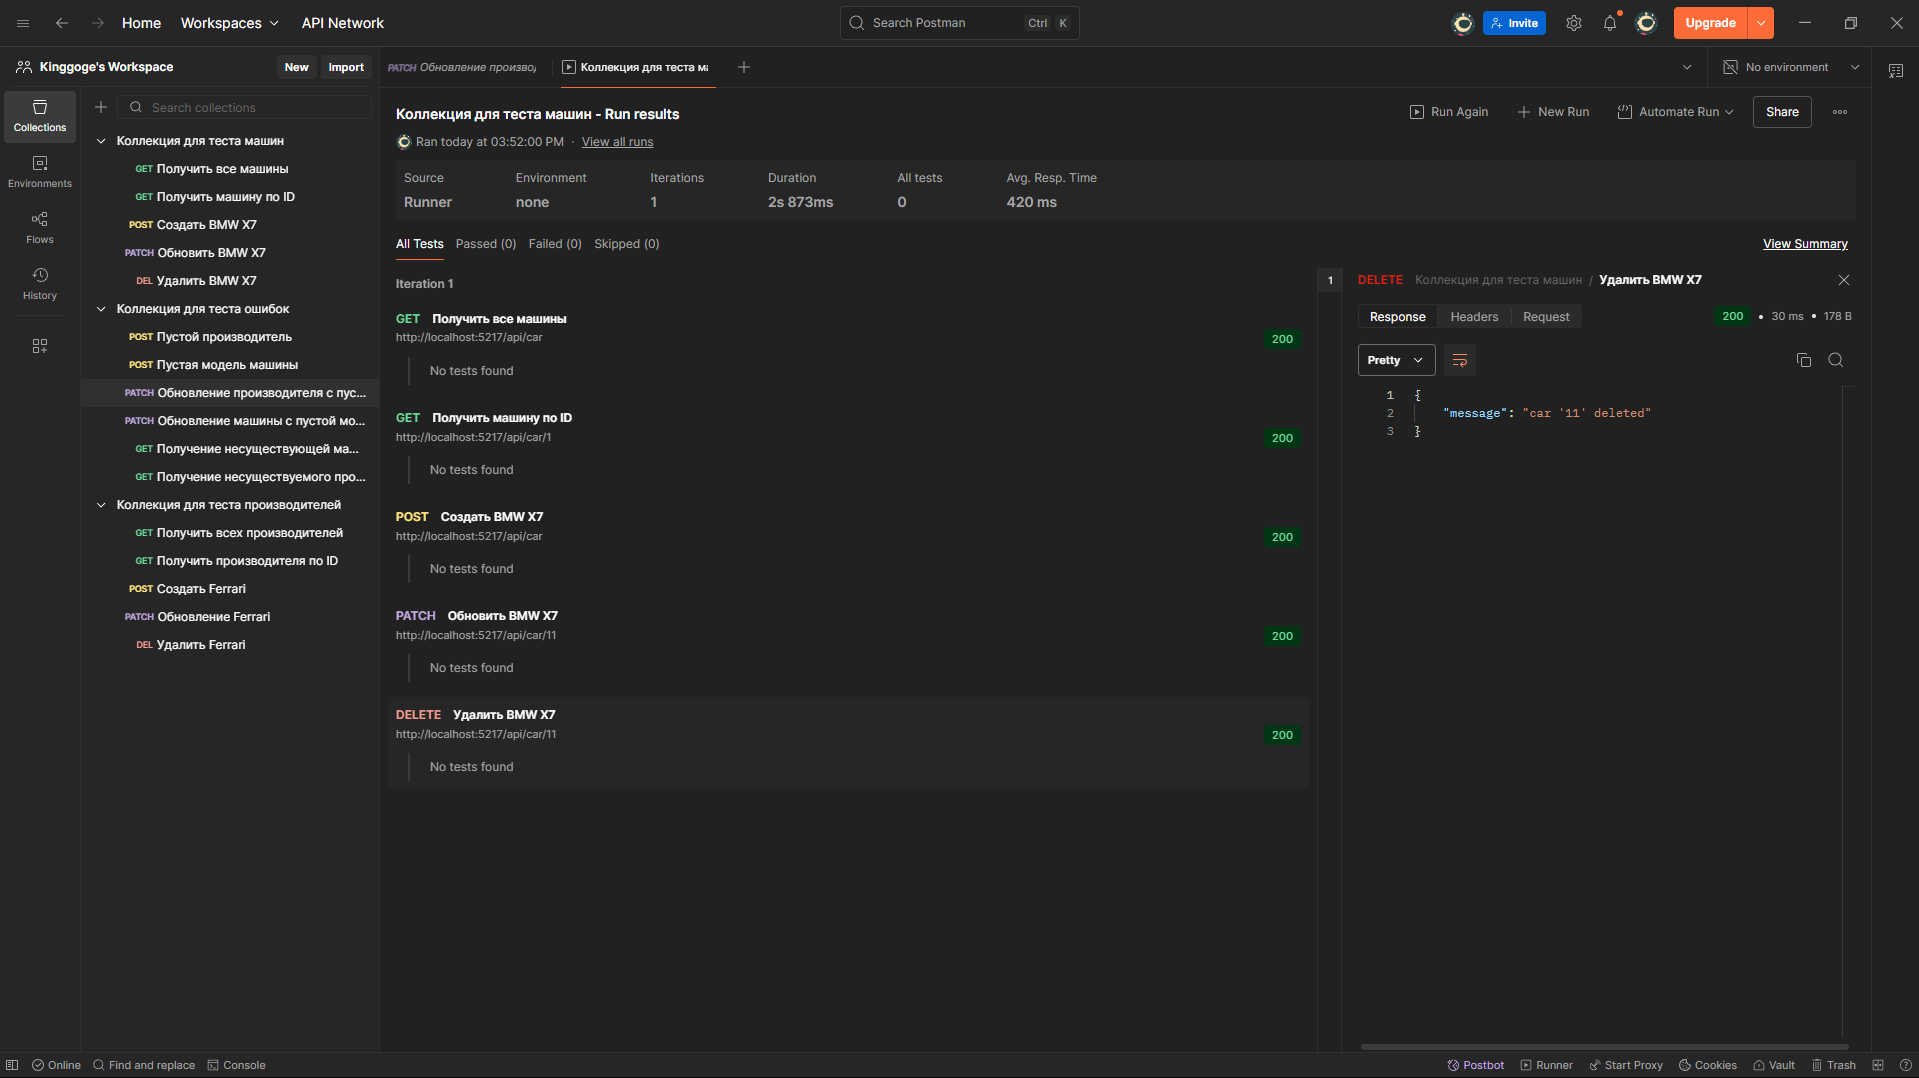 Home Workspaces API Network Search Postman Ctrl K Invite Upgrade
Kinggoge's Workspace New Import PATCH Обновление произво Коллекция для теста ма No environment
Search collections
Collections
Environments
Flows
History
Коллекция для теста машин
GET Получить все машины
GET Получить машину по ID
POST Создать BMW X7
PATCH Обновить BMW X7
DEL Удалить BMW X7
Коллекция для теста ошибок
POST Пустой производитель
POST Пустая модель машины
PATCH Обновление производителя с пус...
PATCH Обновление машины с пустой мо...
GET Получение несуществующей ма...
GET Получение несуществуемого про...
Коллекция для теста производителей
GET Получить всех производителей
GET Получить производителя по ID
POST Создать Ferrari
PATCH Обновление Ferrari
DEL Удалить Ferrari
Коллекция для теста машин - Run results Run Again New Run Automate Run Share
Ran today at 03:52:00 PM · View all runs
Source Environment Iterations Duration All tests Avg. Resp. Time
Runner none 1 2s 873ms 0 420 ms
All Tests Passed (0) Failed (0) Skipped (0) View Summary
Iteration 1
GET Получить все машины
http://localhost:5217/api/car 200
No tests found
GET Получить машину по ID
http://localhost:5217/api/car/1 200
No tests found
POST Создать BMW X7
http://localhost:5217/api/car 200
No tests found
PATCH Обновить BMW X7
http://localhost:5217/api/car/11 200
No tests found
DELETE Удалить BMW X7
http://localhost:5217/api/car/11 200
No tests found
1
DELETE Коллекция для теста машин / Удалить BMW X7
Response Headers Request 200 • 30 ms • 178 B
Pretty
1 {
2 "message": "car '11' deleted"
3 }
Online Find and replace Console Postbot Runner Start Proxy Cookies Vault Trash